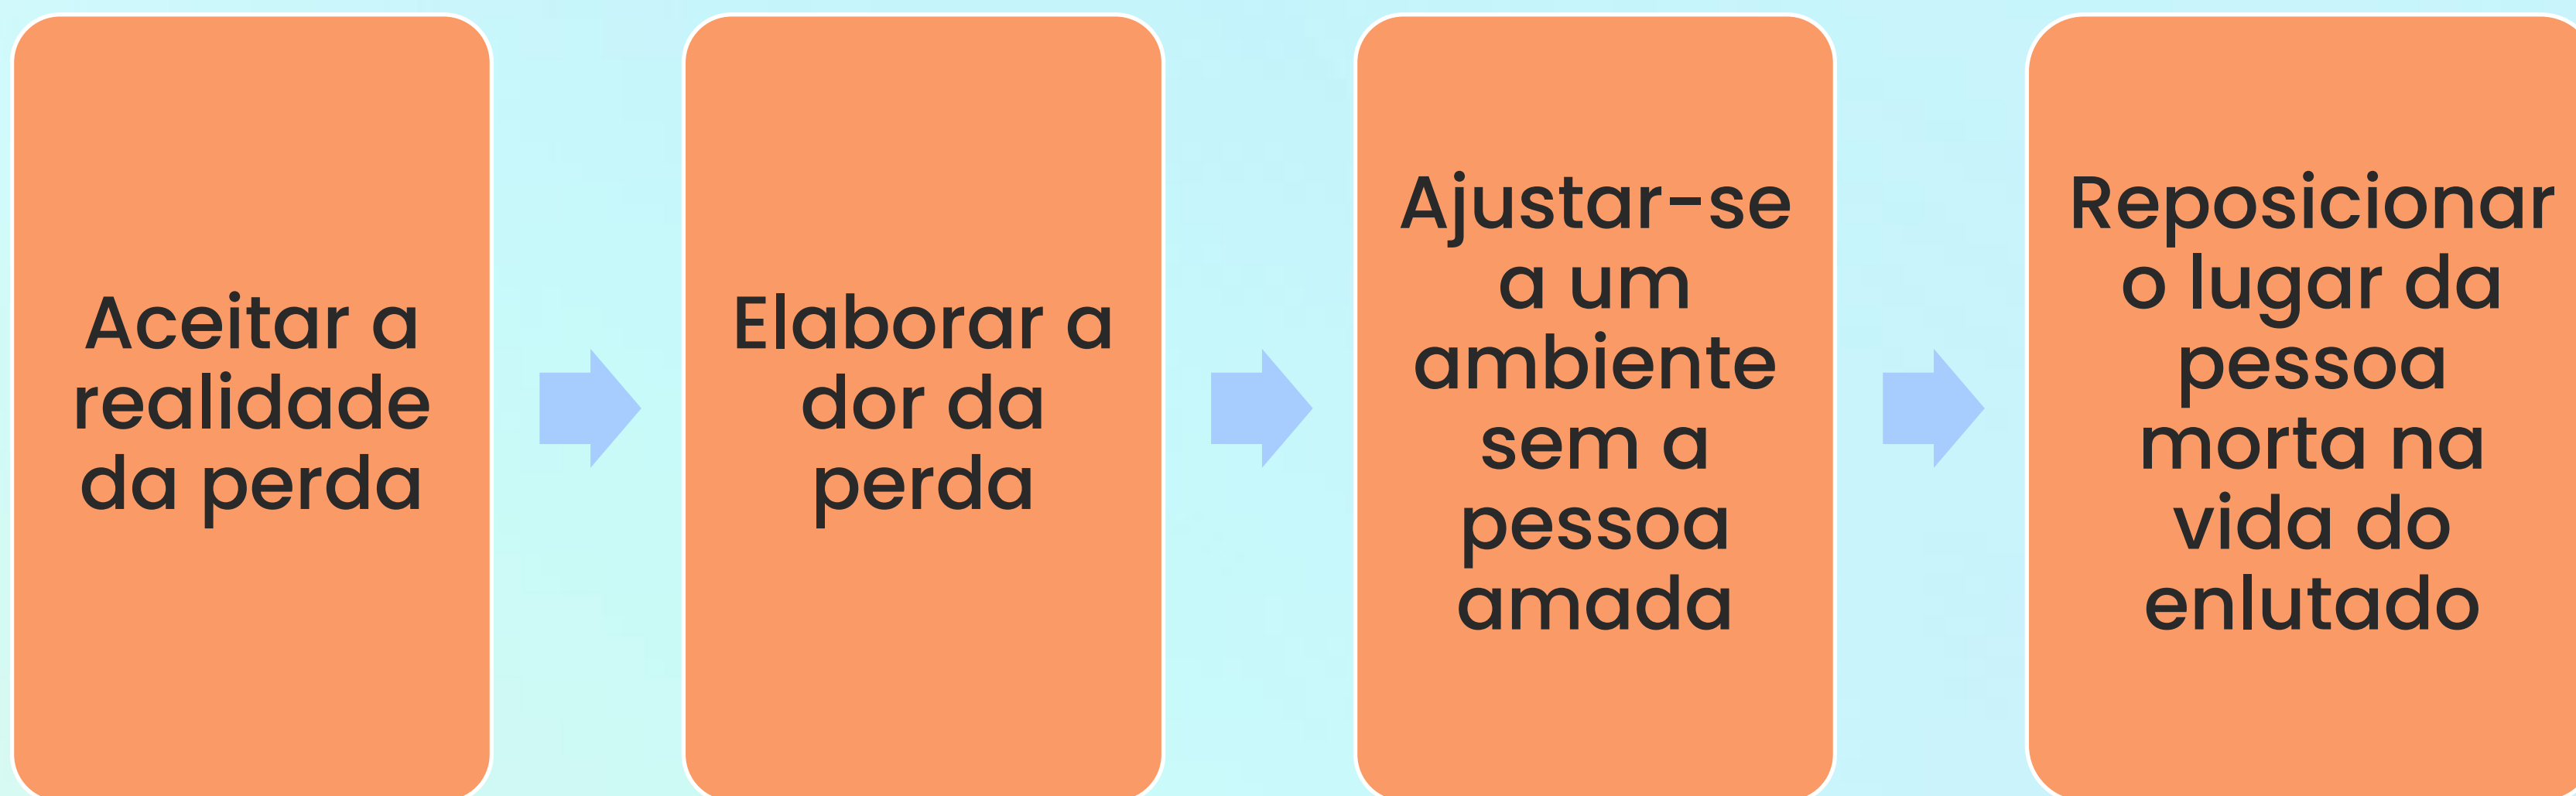 Aceitar a
realidade
da perda
Elaborar a
dor da
perda
Ajustar-se
a um
ambiente
sem a
pessoa
amada
Reposicionar
o lugar da
pessoa
morta na
vida do
enlutado